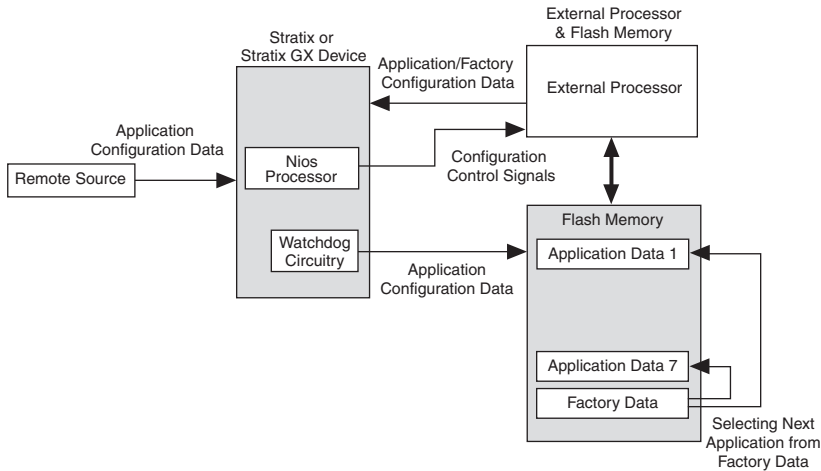 External Processor
& Flash Memory
Stratix or
Stratix GX Device
Application/Factory
Configuration Data
External Processor
Application
Configuration Data
Nios
Processor
Configuration
Control Signals
Remote Source
Flash Memory
Watchdog
Circuitry
Application Data 1
Application
Configuration Data
Application Data 7
Factory Data
Selecting Next
Application from
Factory Data